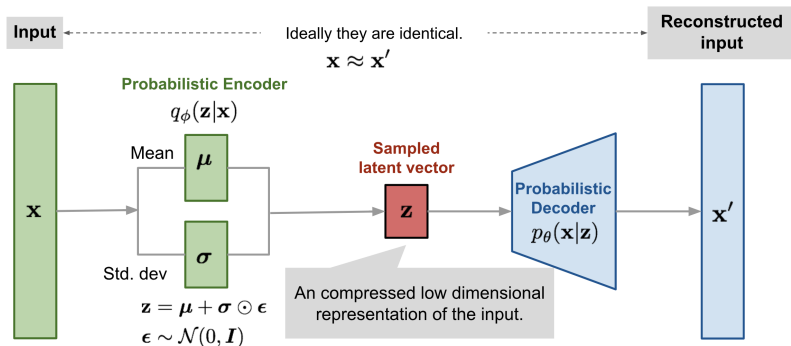 Input
Ideally they are identical.
x ≈ x′
Reconstructed
input
Probabilistic Encoder
qϕ(z|x)
Mean
μ
x
σ
Std. dev
z = μ + σ ⊙ ϵ
ϵ ∼ 𝒩(0, I)
Sampled
latent vector
z
An compressed low dimensional
representation of the input.
Probabilistic
Decoder
pθ(x|z)
x′